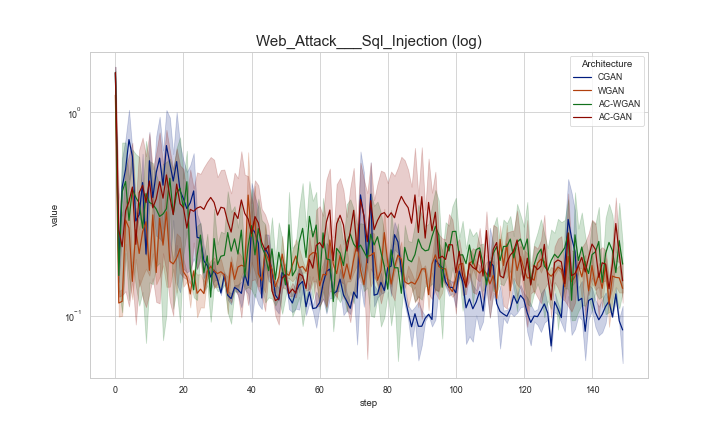 Web_Attack___Sql_Injection (log)
Architecture
CGAN
WGAN
AC-WGAN
AC-GAN
10⁰
value
10⁻¹
0 20 40 60 80 100 120 140
step